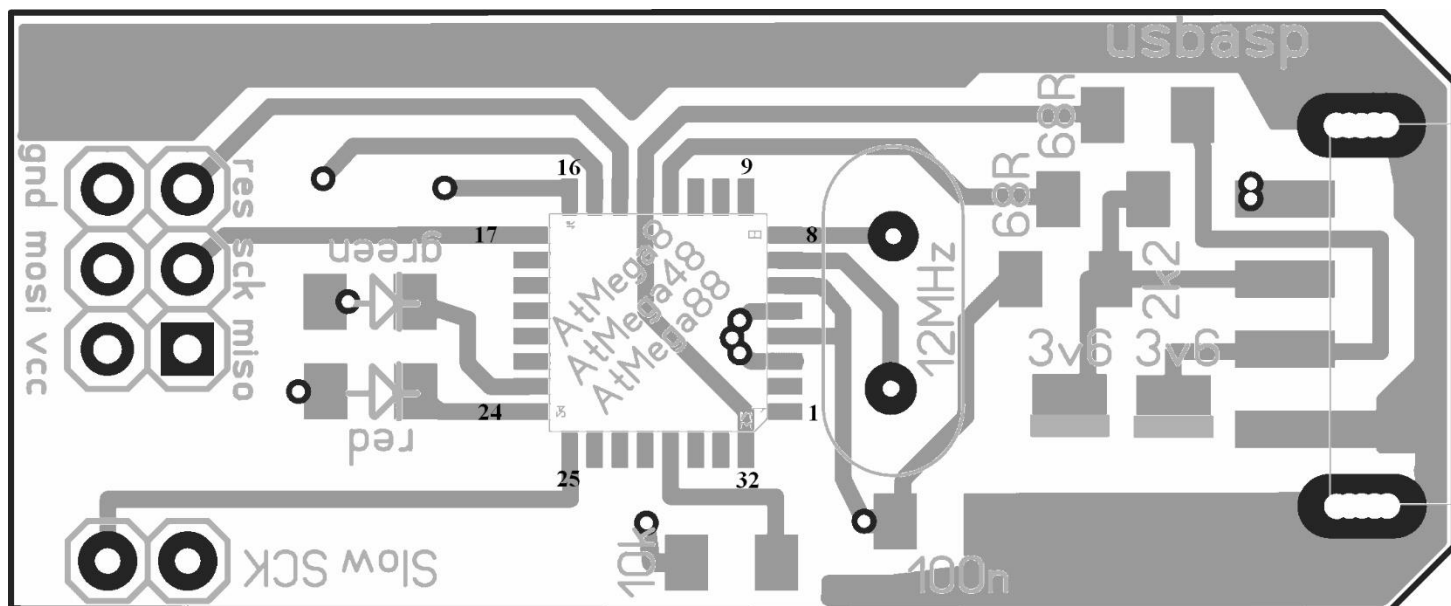 usbasp
68R
68R
16
9
res
gnd
17
8
green
AtMega8
AtMega48
AtMega88
12MHz
sck
mosi
2k2
3v6
3v6
miso
vcc
24
1
red
25
32
Slow SCK
10k
100n